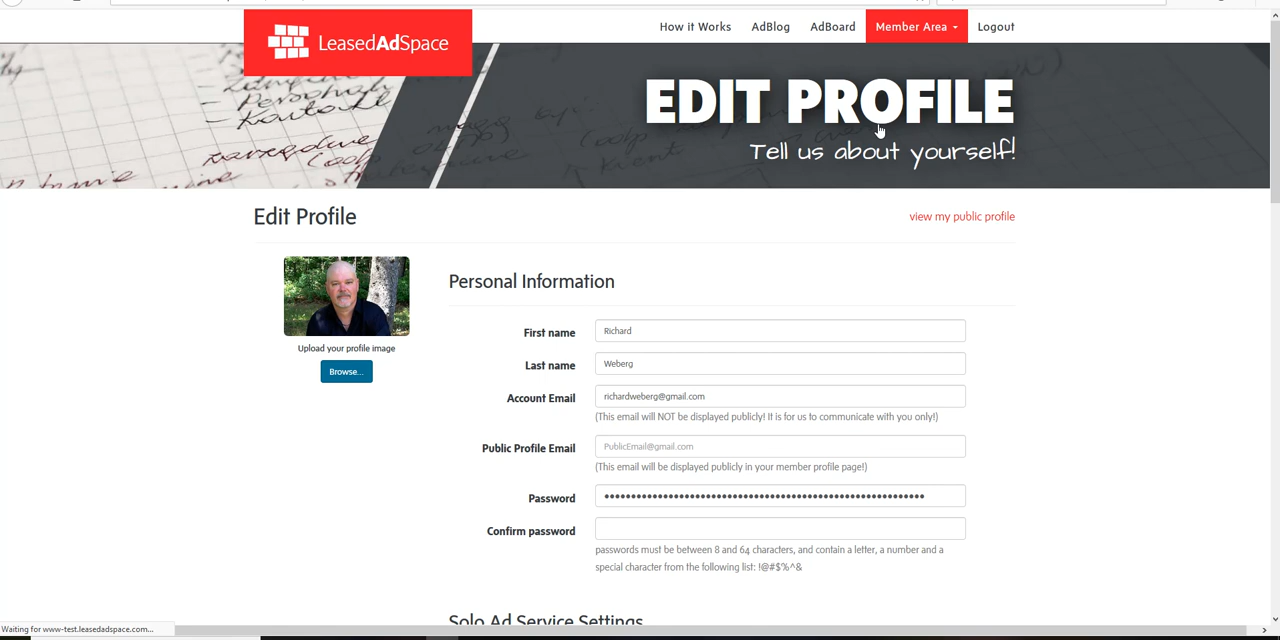 LeasedAdSpace
How it Works
AdBlog
AdBoard
Member Area
Logout
EDIT PROFILE
Tell us about yourself!
Edit Profile
view my public profile
Upload your profile image
Browse...
Personal Information
First name
Richard
Last name
Weberg
Account Email
richardweberg@gmail.com
(This email will NOT be displayed publicly! It is for us to communicate with you only!)
Public Profile Email
PublicEmail@gmail.com
(This email will be displayed publicly in your member profile page!)
Password
Confirm password
passwords must be between 8 and 64 characters, and contain a letter, a number and a
special character from the following list: !@#$%^&
Solo Ad Service Settings
Waiting for www-test.leasedadspace.com...